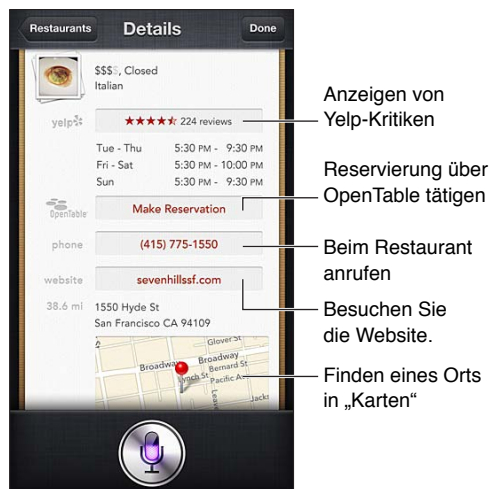 Restaurants Details Done
$$$$, Closed
Italian
yelp 224 reviews
Anzeigen von
Yelp-Kritiken
Tue - Thu 5:30 PM - 9:30 PM
Fri - Sat 5:30 PM - 10:00 PM
Sun 5:30 PM - 9:30 PM
Reservierung über
OpenTable tätigen
OpenTable Make Reservation
phone (415) 775-1550
Beim Restaurant
anrufen
website sevenhillssf.com
Besuchen Sie
die Website.
38.6 mi 1550 Hyde St
San Francisco CA 94109
Glover St
Broadway Broadway
Bernard St
Lynch St Pacific A
Leave
Jacks
Finden eines Orts
in „Karten“